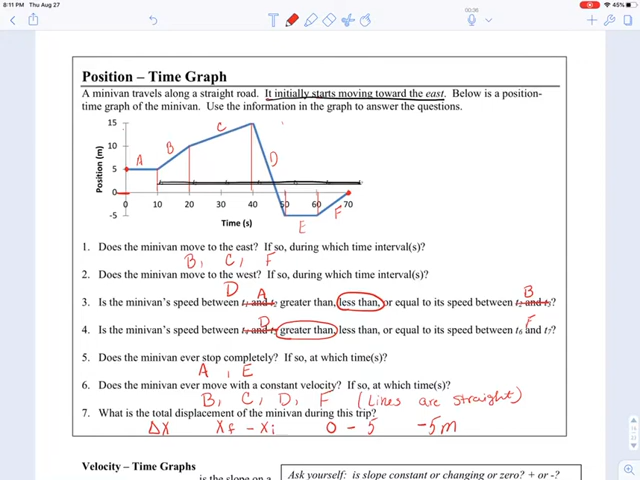 8:11 PM Thu Aug 27
00:36
45%
Position – Time Graph
A minivan travels along a straight road. It initially starts moving toward the east. Below is a position-
time graph of the minivan. Use the information in the graph to answer the questions.
Position (m)
15
10
5
0
-5
A
B
C
D
E
F
0 10 20 30 40 50 60 70
Time (s)
1. Does the minivan move to the east? If so, during which time interval(s)?
B, C, F
2. Does the minivan move to the west? If so, during which time interval(s)?
D
A B
3. Is the minivan's speed between t1 and t2 greater than, less than, or equal to its speed between t2 and t3?
D F
4. Is the minivan's speed between and greater than, less than, or equal to its speed between t6 and t7?
5. Does the minivan ever stop completely? If so, at which time(s)?
A, E
6. Does the minivan ever move with a constant velocity? If so, at which time(s)?
B, C, D, F (Lines are straight)
7. What is the total displacement of the minivan during this trip?
ΔX Xf - Xi 0 - 5 -5m
Velocity – Time Graphs
is the slope on a
Ask yourself: is slope constant or changing or zero? + or -?